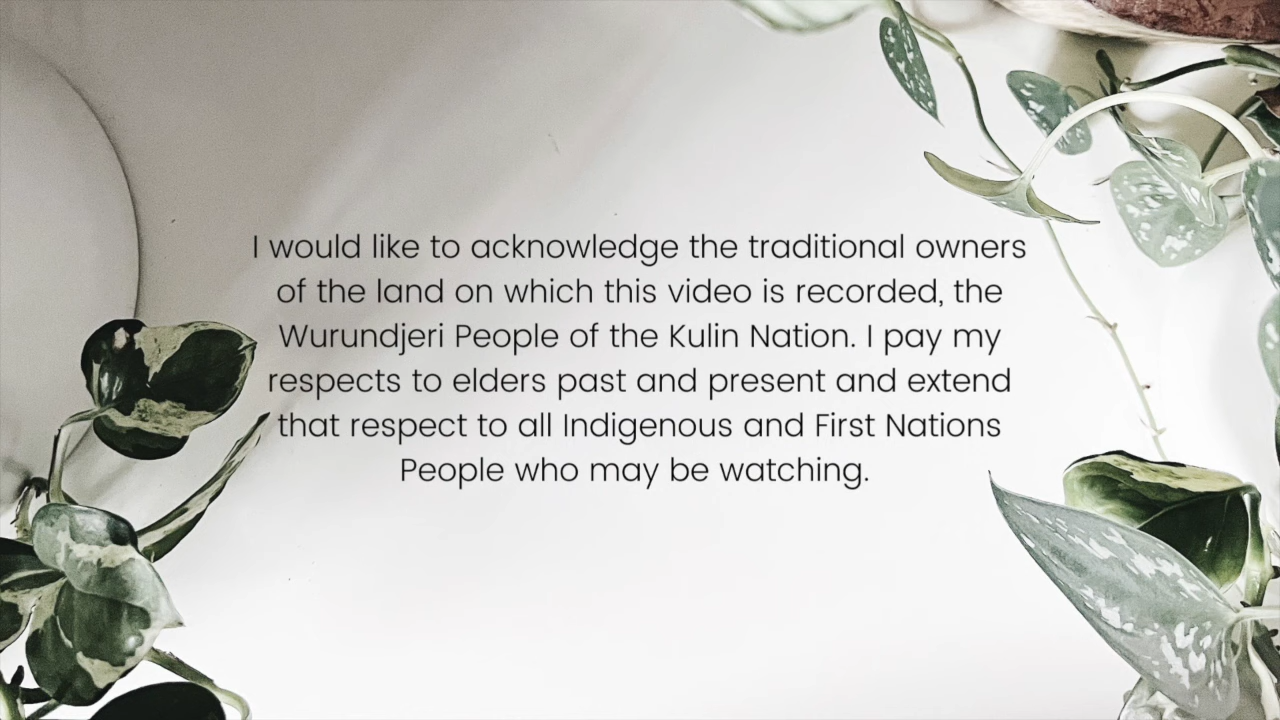 I would like to acknowledge the traditional owners
of the land on which this video is recorded, the
Wurundjeri People of the Kulin Nation. I pay my
respects to elders past and present and extend
that respect to all Indigenous and First Nations
People who may be watching.